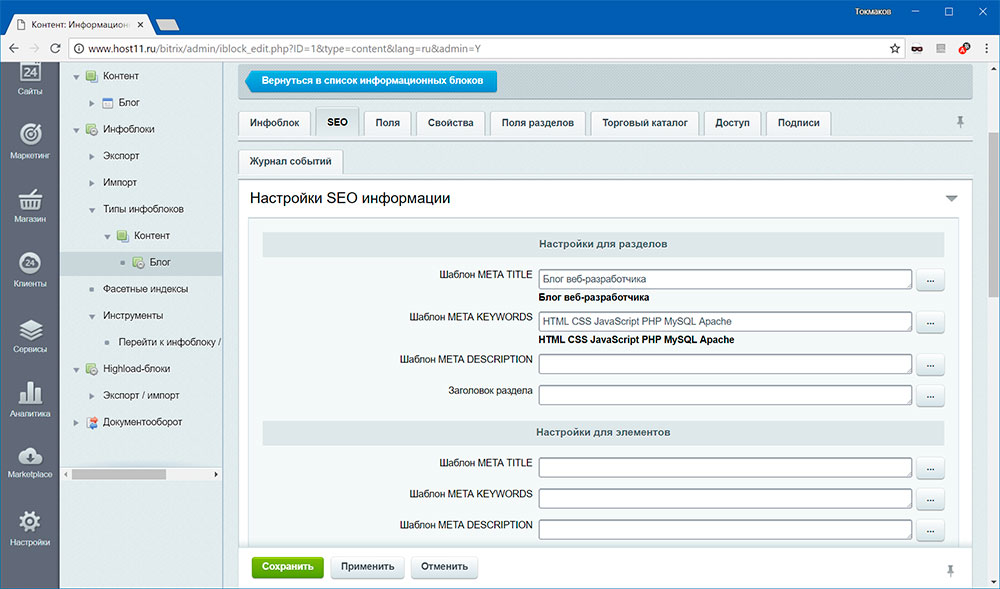 Токмаков
Контент: Информацион
www.host11.ru/bitrix/admin/iblock_edit.php?ID=1&type=content&lang=ru&admin=Y
24
Сайты
Маркетинг
Магазин
24
Клиенты
Сервисы
Аналитика
Marketplace
Настройки
Контент
Блог
Инфоблоки
Экспорт
Импорт
Типы инфоблоков
Контент
Блог
Фасетные индексы
Инструменты
Перейти к инфоблоку /
Highload-блоки
Экспорт / импорт
Документооборот
Вернуться в список информационных блоков
Инфоблок SEO Поля Свойства Поля разделов Торговый каталог Доступ Подписи
Журнал событий
Настройки SEO информации
Настройки для разделов
Шаблон META TITLE Блог веб-разработчика ...
Блог веб-разработчика
Шаблон META KEYWORDS HTML CSS JavaScript PHP MySQL Apache ...
HTML CSS JavaScript PHP MySQL Apache
Шаблон META DESCRIPTION ...
Заголовок раздела ...
Настройки для элементов
Шаблон META TITLE ...
Шаблон META KEYWORDS ...
Шаблон META DESCRIPTION ...
Сохранить Применить Отменить